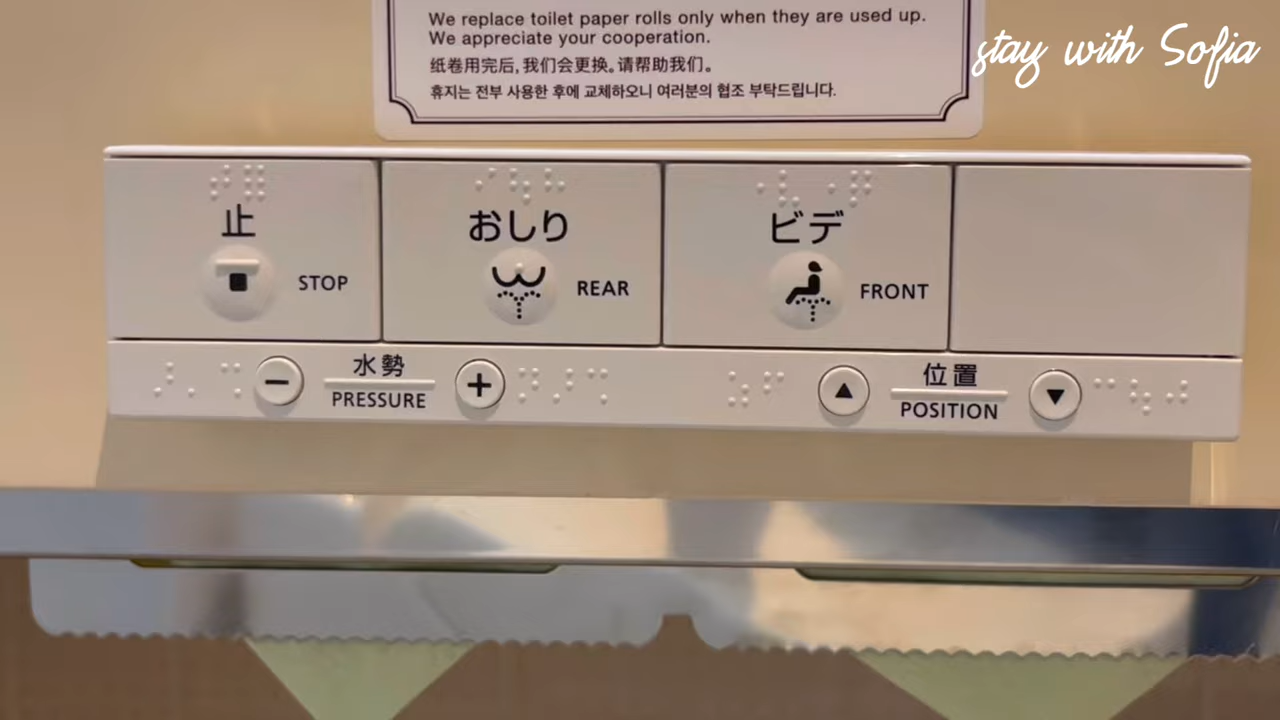 stay with Sofia
We replace toilet paper rolls only when they are used up.
We appreciate your cooperation.
纸卷用完后,我们会更换。请帮助我们。
휴지는 전부 사용한 후에 교체하오니 여러분의 협조 부탁드립니다.
止
STOP
おしり
REAR
ビデ
FRONT
水勢
PRESSURE
位置
POSITION